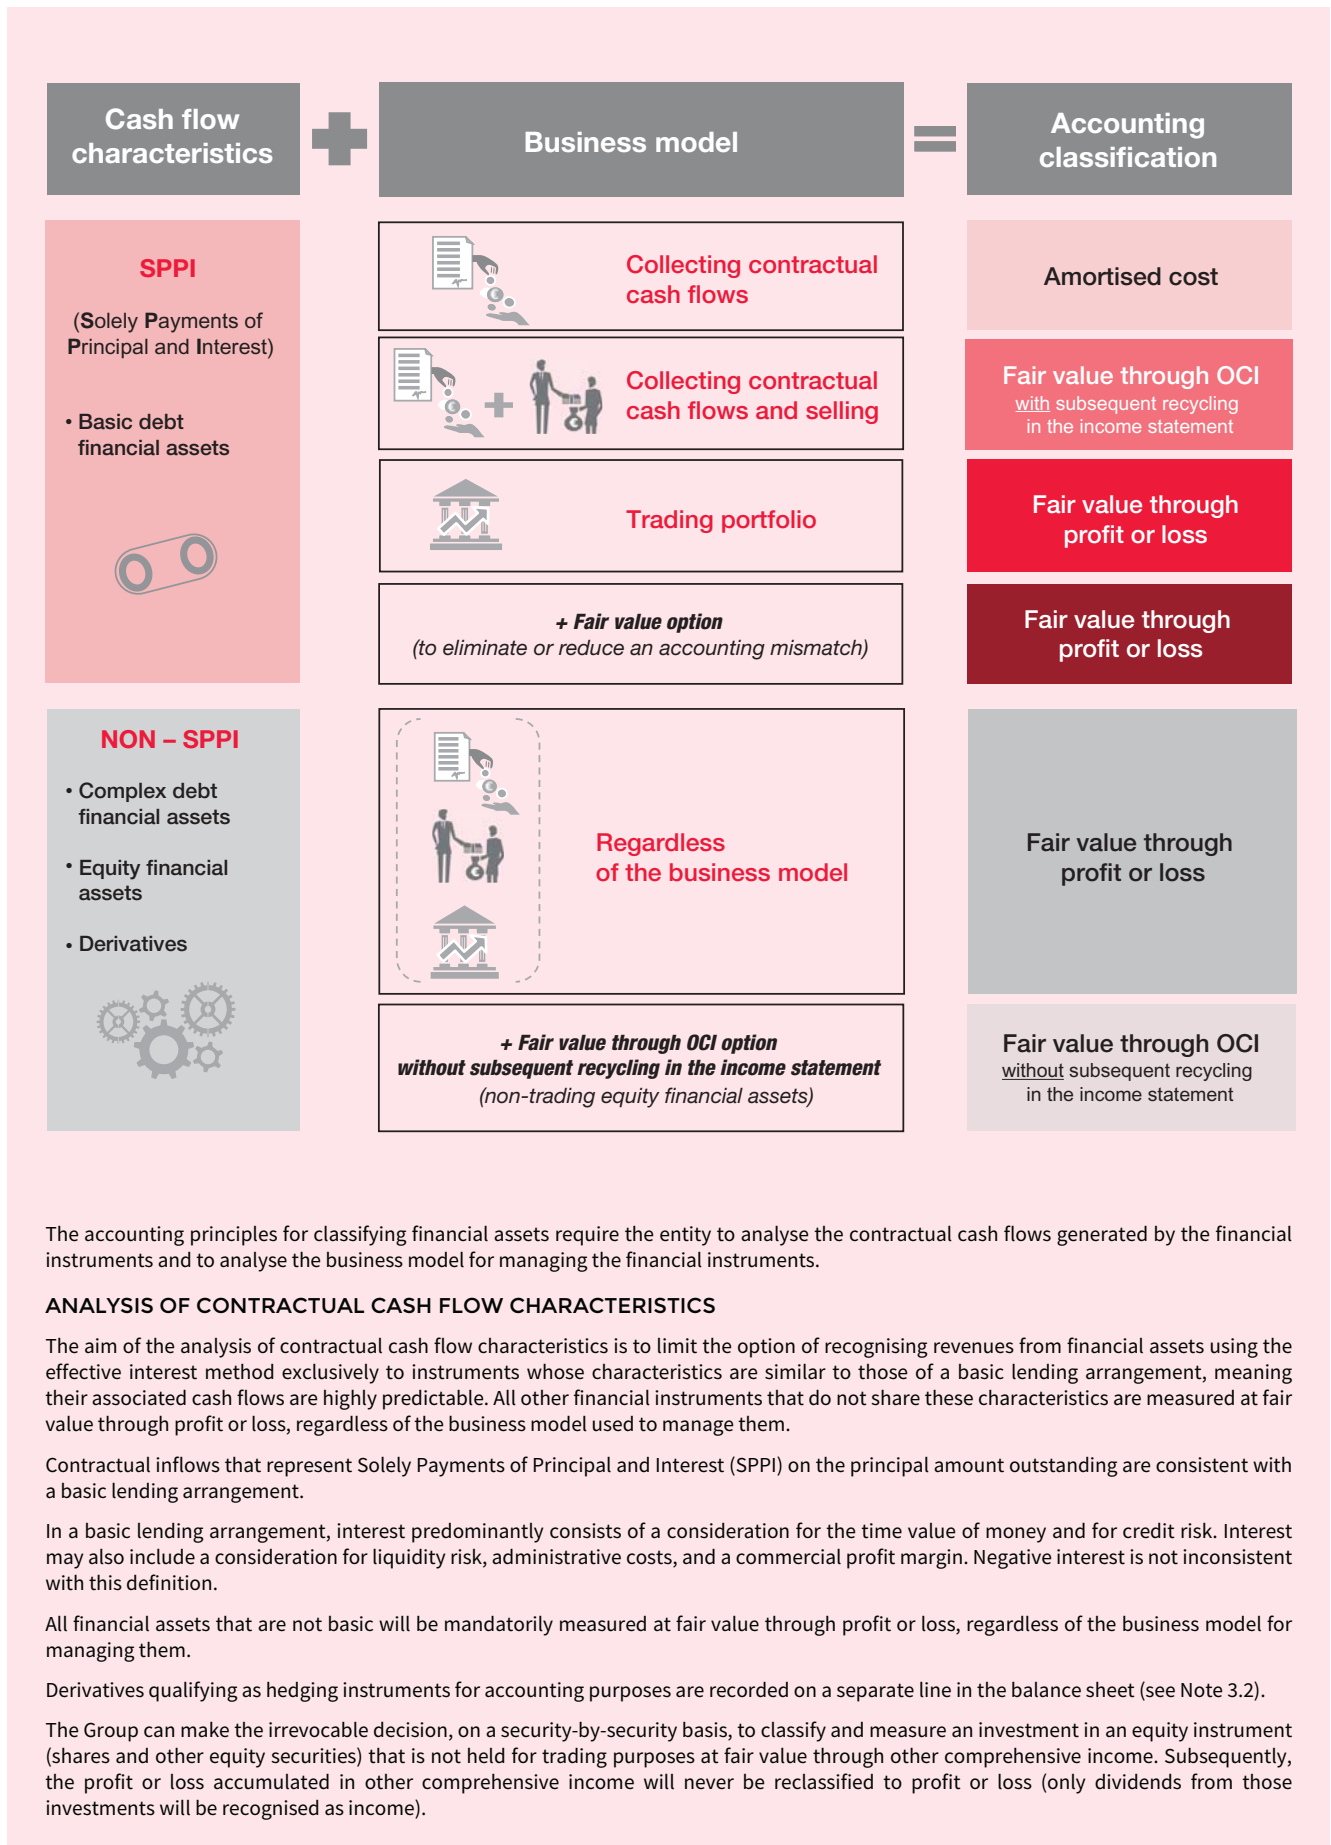 Cash flow
characteristics
Business model
Accounting
classification
SPPI
(Solely Payments of
Principal and Interest)
• Basic debt
financial assets
Collecting contractual
cash flows
Amortised cost
Collecting contractual
cash flows and selling
Fair value through OCI
with subsequent recycling
in the income statement
Trading portfolio
Fair value through
profit or loss
+ Fair value option
(to eliminate or reduce an accounting mismatch)
Fair value through
profit or loss
NON – SPPI
• Complex debt
financial assets
• Equity financial
assets
• Derivatives
Regardless
of the business model
Fair value through
profit or loss
+ Fair value through OCI option
without subsequent recycling in the income statement
(non-trading equity financial assets)
Fair value through OCI
without subsequent recycling
in the income statement
The accounting principles for classifying financial assets require the entity to analyse the contractual cash flows generated by the financial
instruments and to analyse the business model for managing the financial instruments.
ANALYSIS OF CONTRACTUAL CASH FLOW CHARACTERISTICS
The aim of the analysis of contractual cash flow characteristics is to limit the option of recognising revenues from financial assets using the
effective interest method exclusively to instruments whose characteristics are similar to those of a basic lending arrangement, meaning
their associated cash flows are highly predictable. All other financial instruments that do not share these characteristics are measured at fair
value through profit or loss, regardless of the business model used to manage them.
Contractual inflows that represent Solely Payments of Principal and Interest (SPPI) on the principal amount outstanding are consistent with
a basic lending arrangement.
In a basic lending arrangement, interest predominantly consists of a consideration for the time value of money and for credit risk. Interest
may also include a consideration for liquidity risk, administrative costs, and a commercial profit margin. Negative interest is not inconsistent
with this definition.
All financial assets that are not basic will be mandatorily measured at fair value through profit or loss, regardless of the business model for
managing them.
Derivatives qualifying as hedging instruments for accounting purposes are recorded on a separate line in the balance sheet (see Note 3.2).
The Group can make the irrevocable decision, on a security-by-security basis, to classify and measure an investment in an equity instrument
(shares and other equity securities) that is not held for trading purposes at fair value through other comprehensive income. Subsequently,
the profit or loss accumulated in other comprehensive income will never be reclassified to profit or loss (only dividends from those
investments will be recognised as income).